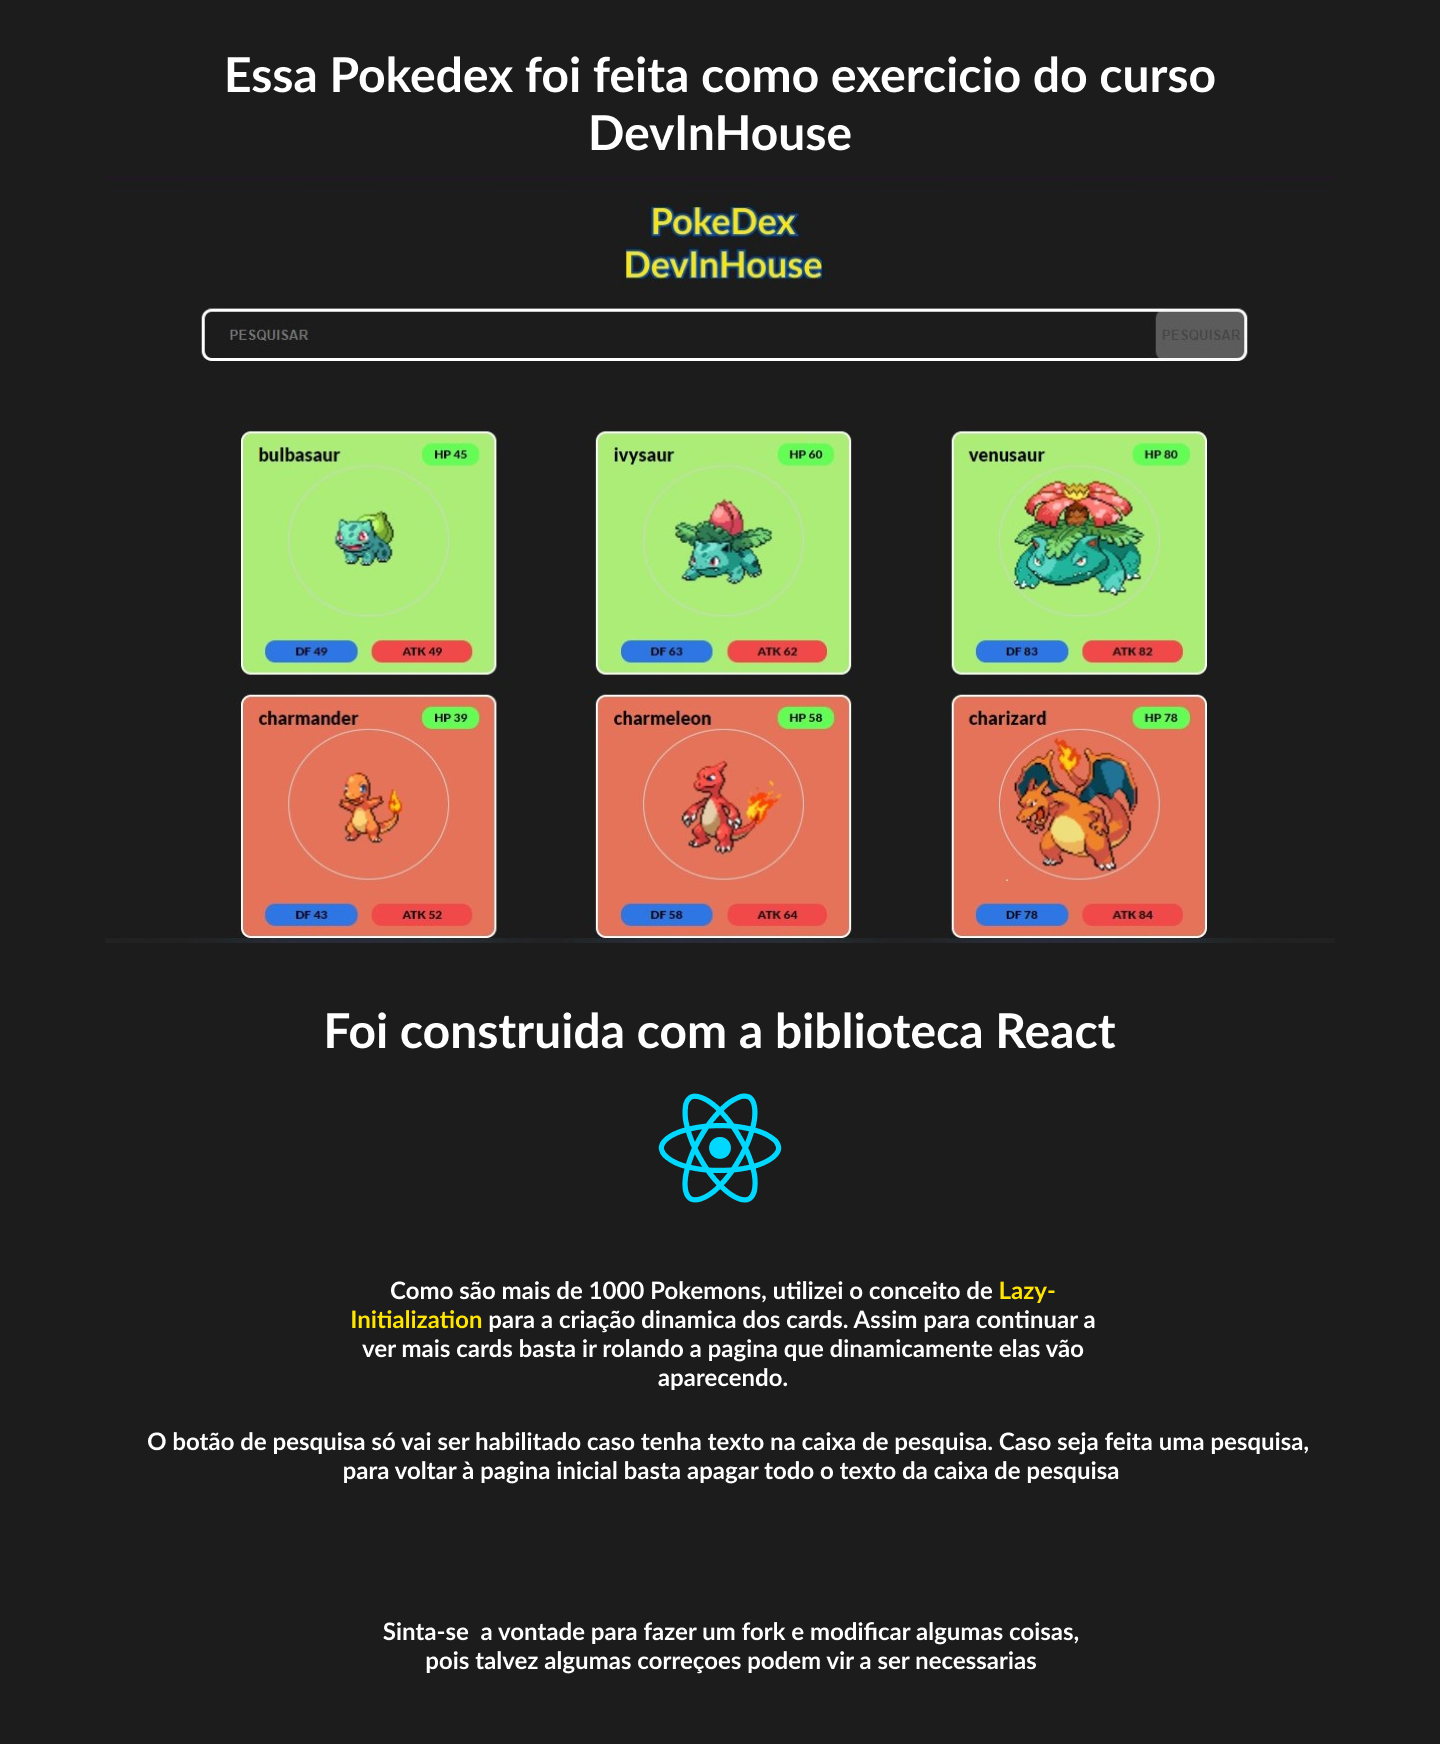 Essa Pokedex foi feita como exercicio do curso
DevInHouse
PokeDex
DevInHouse
PESQUISAR
PESQUISAR
bulbasaur
HP 45
DF 49
ATK 49
ivysaur
HP 60
DF 63
ATK 62
venusaur
HP 80
DF 83
ATK 82
charmander
HP 39
DF 43
ATK 52
charmeleon
HP 58
DF 58
ATK 64
charizard
HP 78
DF 78
ATK 84
Foi construida com a biblioteca React
Como são mais de 1000 Pokemons, utilizei o conceito de Lazy-
Initialization para a criação dinamica dos cards. Assim para continuar a
ver mais cards basta ir rolando a pagina que dinamicamente elas vão
aparecendo.
O botão de pesquisa só vai ser habilitado caso tenha texto na caixa de pesquisa. Caso seja feita uma pesquisa,
para voltar à pagina inicial basta apagar todo o texto da caixa de pesquisa
Sinta-se  a vontade para fazer um fork e modificar algumas coisas,
pois talvez algumas correçoes podem vir a ser necessarias